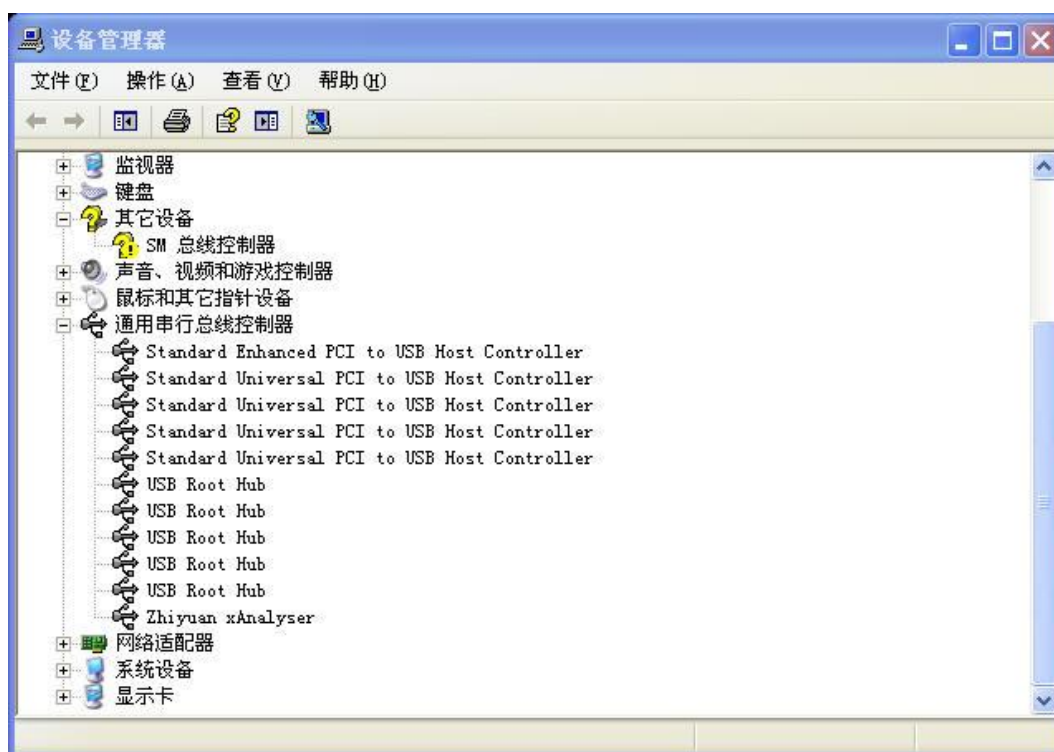 设备管理器
文件(F) 操作(A) 查看(V) 帮助(H)
监视器
键盘
其它设备
SM 总线控制器
声音、视频和游戏控制器
鼠标和其它指针设备
通用串行总线控制器
Standard Enhanced PCI to USB Host Controller
Standard Universal PCI to USB Host Controller
Standard Universal PCI to USB Host Controller
Standard Universal PCI to USB Host Controller
Standard Universal PCI to USB Host Controller
USB Root Hub
USB Root Hub
USB Root Hub
USB Root Hub
USB Root Hub
Zhiyuan xAnalyser
网络适配器
系统设备
显示卡